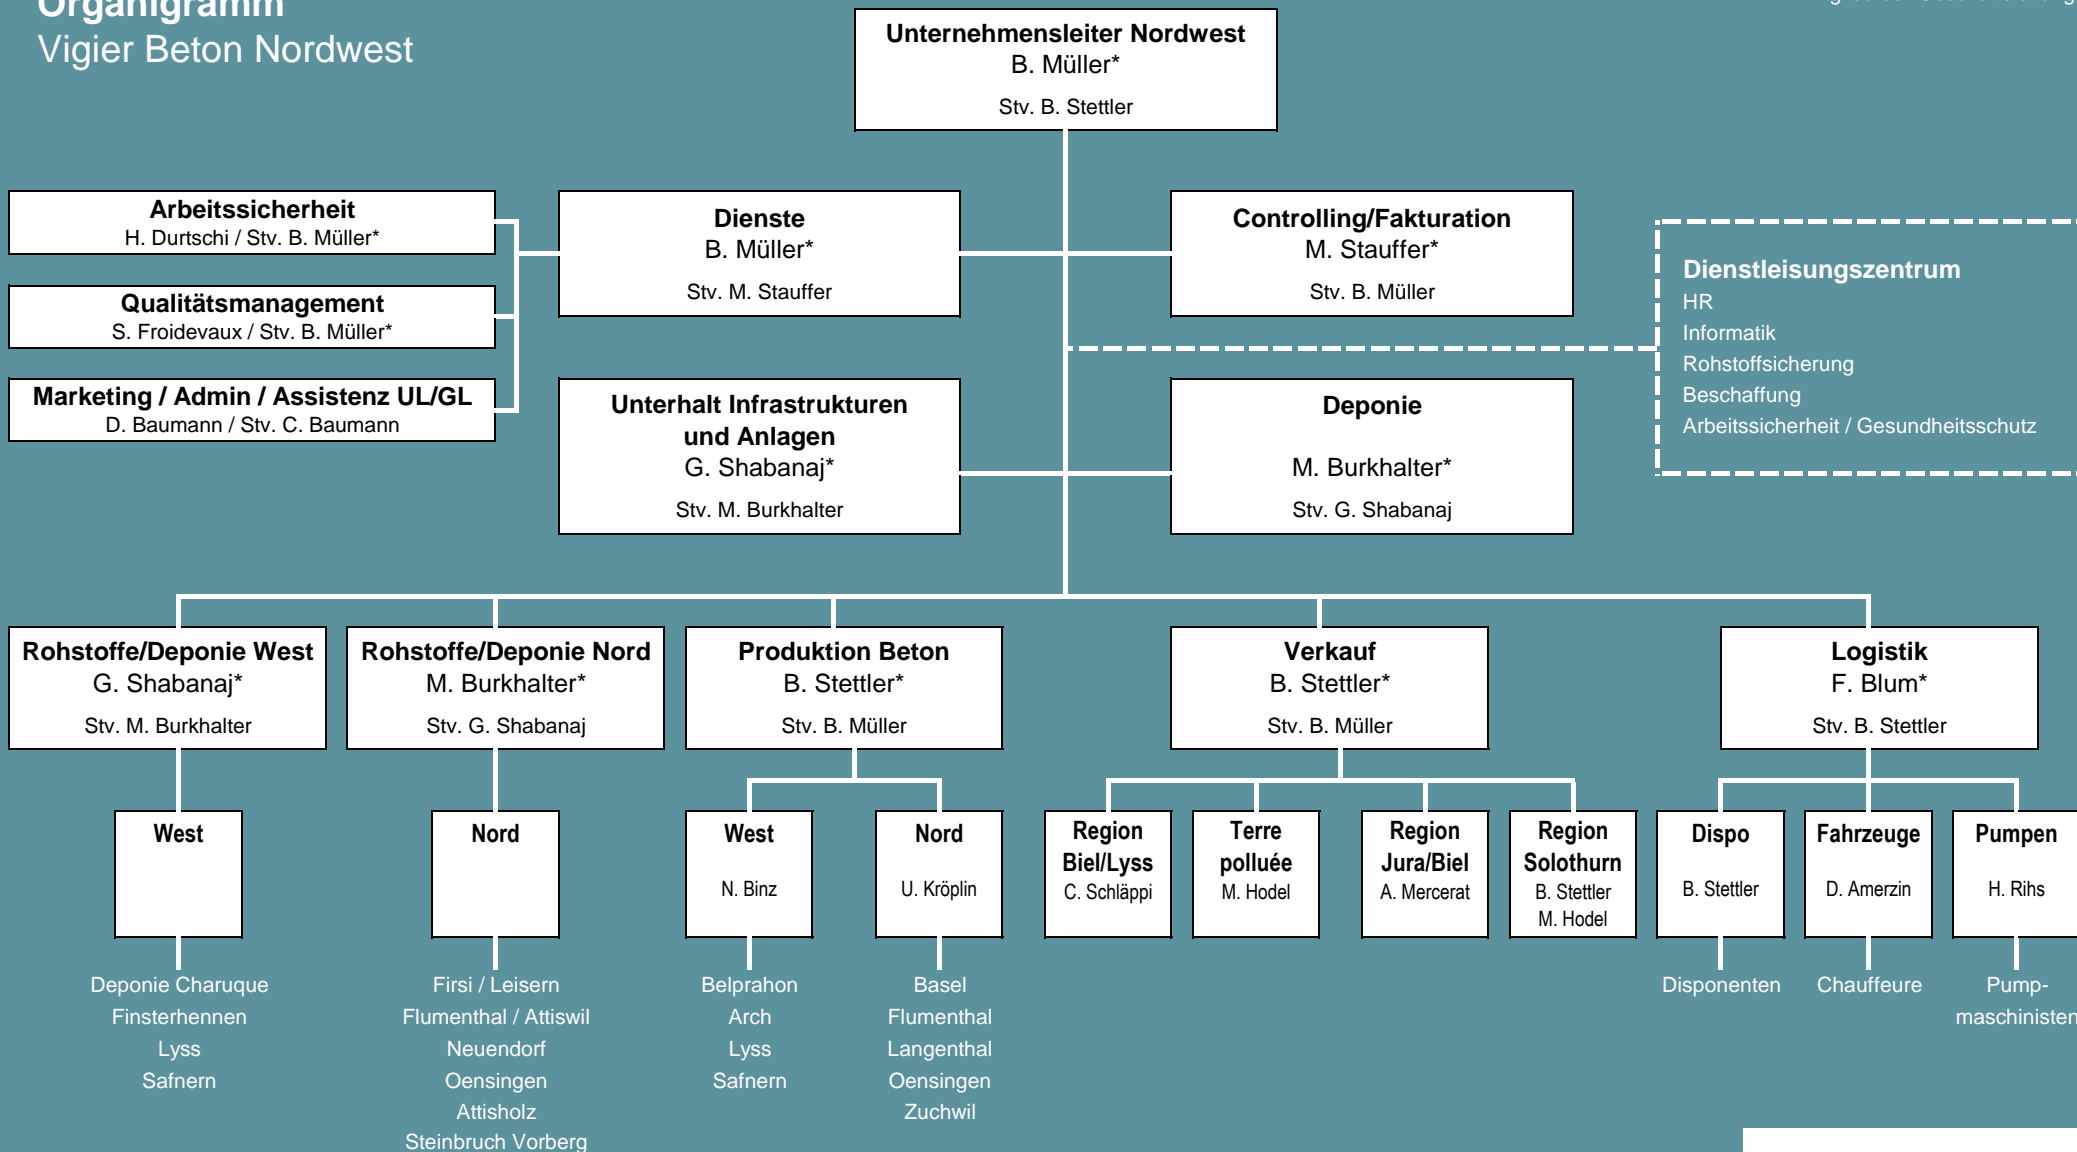 Organigramm
Vigier Beton Nordwest
Unternehmensleiter Nordwest
B. Müller*
Stv. B. Stettler
Arbeitssicherheit
H. Durtschi / Stv. B. Müller*
Qualitätsmanagement
S. Froidevaux / Stv. B. Müller*
Marketing / Admin / Assistenz UL/GL
D. Baumann / Stv. C. Baumann
Dienste
B. Müller*
Stv. M. Stauffer
Controlling/Fakturation
M. Stauffer*
Stv. B. Müller
Dienstleisungszentrum
HR
Informatik
Rohstoffsicherung
Beschaffung
Arbeitssicherheit / Gesundheitsschutz
Unterhalt Infrastrukturen
und Anlagen
G. Shabanaj*
Stv. M. Burkhalter
Deponie
M. Burkhalter*
Stv. G. Shabanaj
Rohstoffe/Deponie West
G. Shabanaj*
Stv. M. Burkhalter
Rohstoffe/Deponie Nord
M. Burkhalter*
Stv. G. Shabanaj
Produktion Beton
B. Stettler*
Stv. B. Müller
Verkauf
B. Stettler*
Stv. B. Müller
Logistik
F. Blum*
Stv. B. Stettler
West
Nord
West
N. Binz
Nord
U. Kröplin
Region
Biel/Lyss
C. Schläppi
Terre
polluée
M. Hodel
Region
Jura/Biel
A. Mercerat
Region
Solothurn
B. Stettler
M. Hodel
Dispo
B. Stettler
Fahrzeuge
D. Amerzin
Pumpen
H. Rihs
Deponie Charuque
Finsterhennen
Lyss
Safnern
Firsi / Leisern
Flumenthal / Attiswil
Neuendorf
Oensingen
Attisholz
Steinbruch Vorberg
Belprahon
Arch
Lyss
Safnern
Basel
Flumenthal
Langenthal
Oensingen
Zuchwil
Disponenten
Chauffeure
Pump-
maschinisten